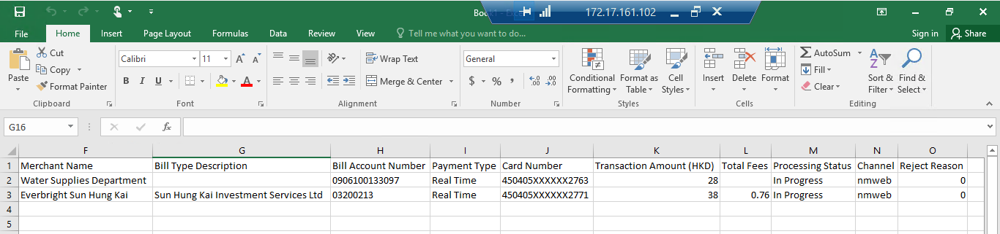 Book1 - Excel
172.17.161.102
File Home Insert Page Layout Formulas Data Review View Tell me what you want to do... Sign in Share
Paste Cut Copy Format Painter
Calibri 11 A A
B I U A
Wrap Text
Merge & Center
General
$ % , .0 .00 .00 .0
Conditional Formatting Format as Table Cell Styles
Insert Delete Format
AutoSum Fill Clear
Sort & Filter Find & Select
Clipboard Font Alignment Number Styles Cells Editing
G16 fx
F G H I J K L M N O
1 Merchant Name Bill Type Description Bill Account Number Payment Type Card Number Transaction Amount (HKD) Total Fees Processing Status Channel Reject Reason
2 Water Supplies Department 0906100133097 Real Time 450405XXXXXX2763 28 In Progress nmweb 0
3 Everbright Sun Hung Kai Sun Hung Kai Investment Services Ltd 03200213 Real Time 450405XXXXXX2771 38 0.76 In Progress nmweb 0
4
5